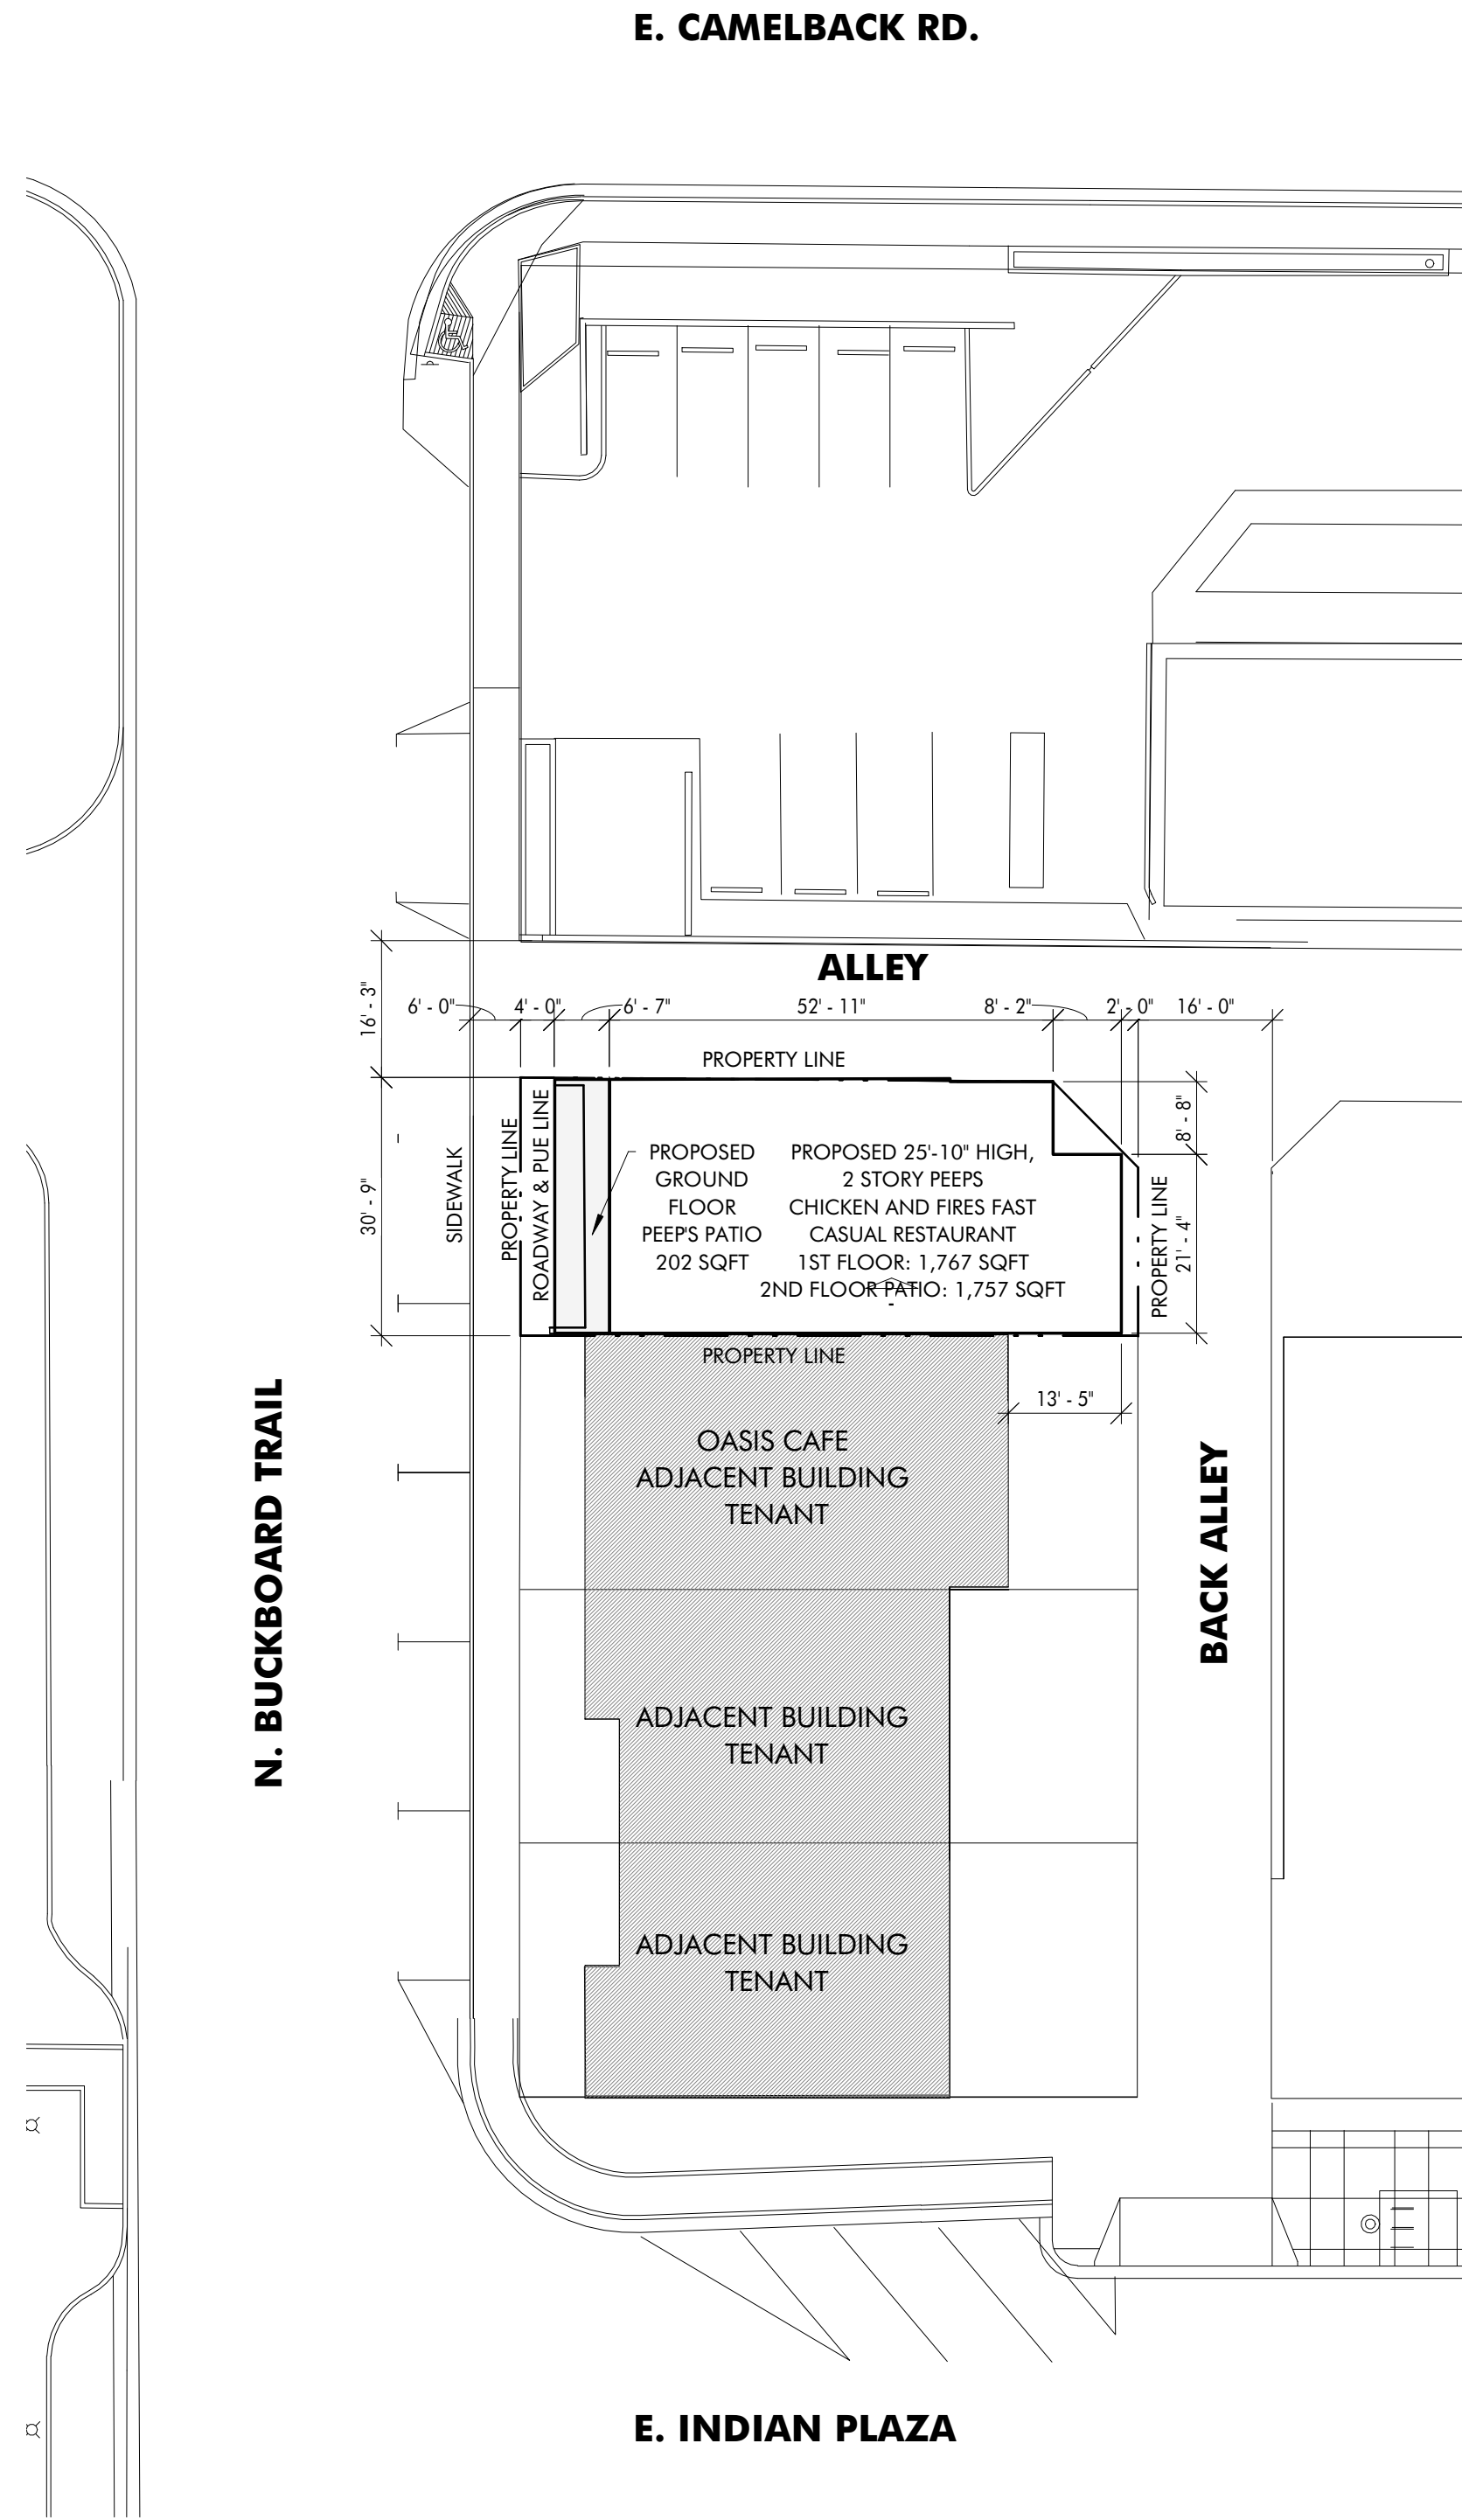 E. CAMELBACK RD.
ALLEY
16' - 3"
6' - 0"
4' - 0"
6' - 7"
52' - 11"
8' - 2"
2' - 0"
16' - 0"
PROPERTY LINE
30' - 9"
SIDEWALK
PROPERTY LINE
ROADWAY & PUE LINE
PROPOSED
GROUND
FLOOR
PEEP'S PATIO
202 SQFT
PROPOSED 25'-10" HIGH,
2 STORY PEEPS
CHICKEN AND FIRES FAST
CASUAL RESTAURANT
1ST FLOOR: 1,767 SQFT
2ND FLOOR PATIO: 1,757 SQFT
-
PROPERTY LINE
8' - 8"
21' - 4"
PROPERTY LINE
13' - 5"
OASIS CAFE
ADJACENT BUILDING
TENANT
N. BUCKBOARD TRAIL
BACK ALLEY
ADJACENT BUILDING
TENANT
ADJACENT BUILDING
TENANT
E. INDIAN PLAZA